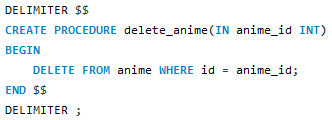 DELIMITER $$
CREATE PROCEDURE delete_anime(IN anime_id INT)
BEGIN
    DELETE FROM anime WHERE id = anime_id;
END $$
DELIMITER ;